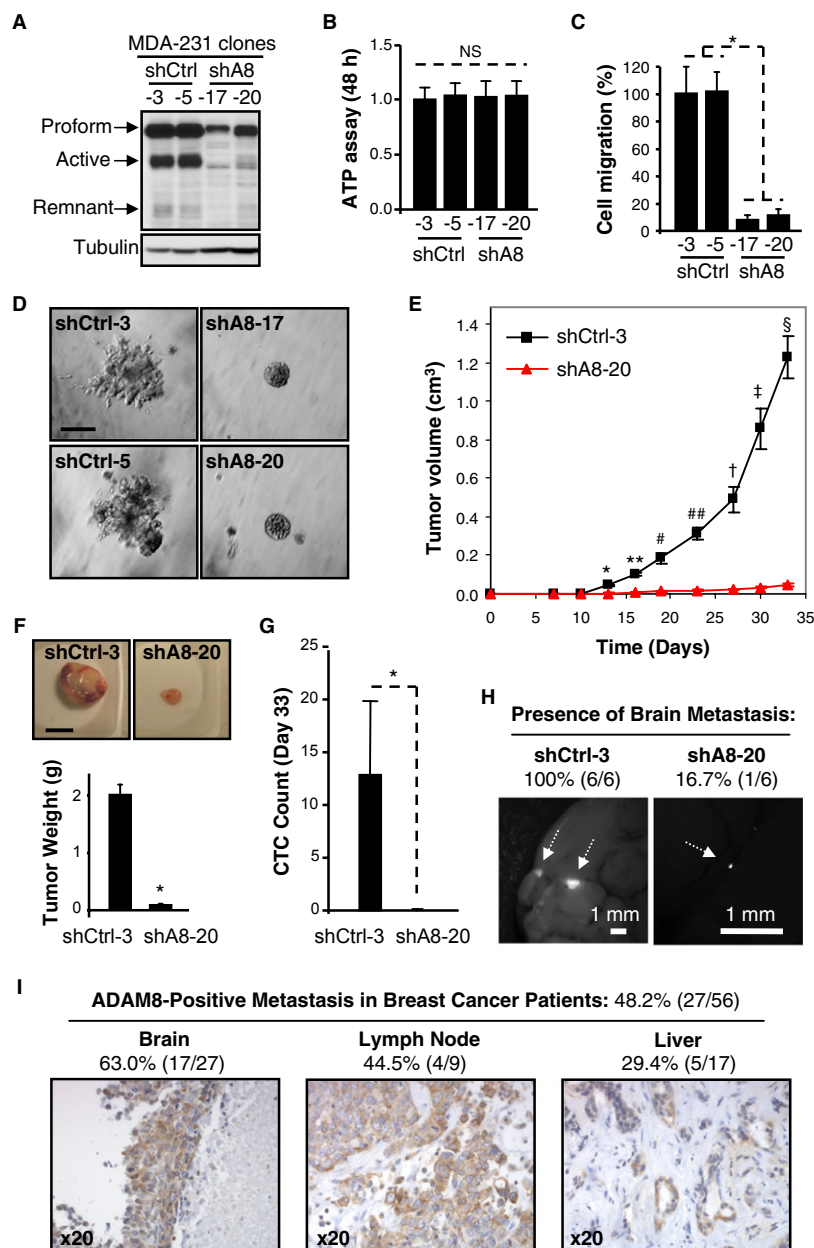 A
MDA-231 clones
shCtrl shA8
-3 -5 -17 -20
Proform
Active
Remnant
Tubulin
B
ATP assay (48 h)
1.5
1.0
0.5
0.0
NS
-3 -5 -17 -20
shCtrl shA8
C
Cell migration (%)
120
100
80
60
40
20
0
*
-3 -5 -17 -20
shCtrl shA8
D
shCtrl-3
shA8-17
shCtrl-5
shA8-20
E
Tumor volume (cm³)
1.4
1.2
1.0
0.8
0.6
0.4
0.2
0.0
shCtrl-3
shA8-20
* ** # ## † ‡ §
0 5 10 15 20 25 30 35
Time (Days)
F
shCtrl-3
shA8-20
Tumor Weight (g)
2
1
0
*
shCtrl-3 shA8-20
G
CTC Count (Day 33)
25
20
15
10
5
0
*
shCtrl-3 shA8-20
H
Presence of Brain Metastasis:
shCtrl-3
100% (6/6)
1 mm
shA8-20
16.7% (1/6)
1 mm
I
ADAM8-Positive Metastasis in Breast Cancer Patients: 48.2% (27/56)
Brain
63.0% (17/27)
x20
Lymph Node
44.5% (4/9)
x20
Liver
29.4% (5/17)
x20